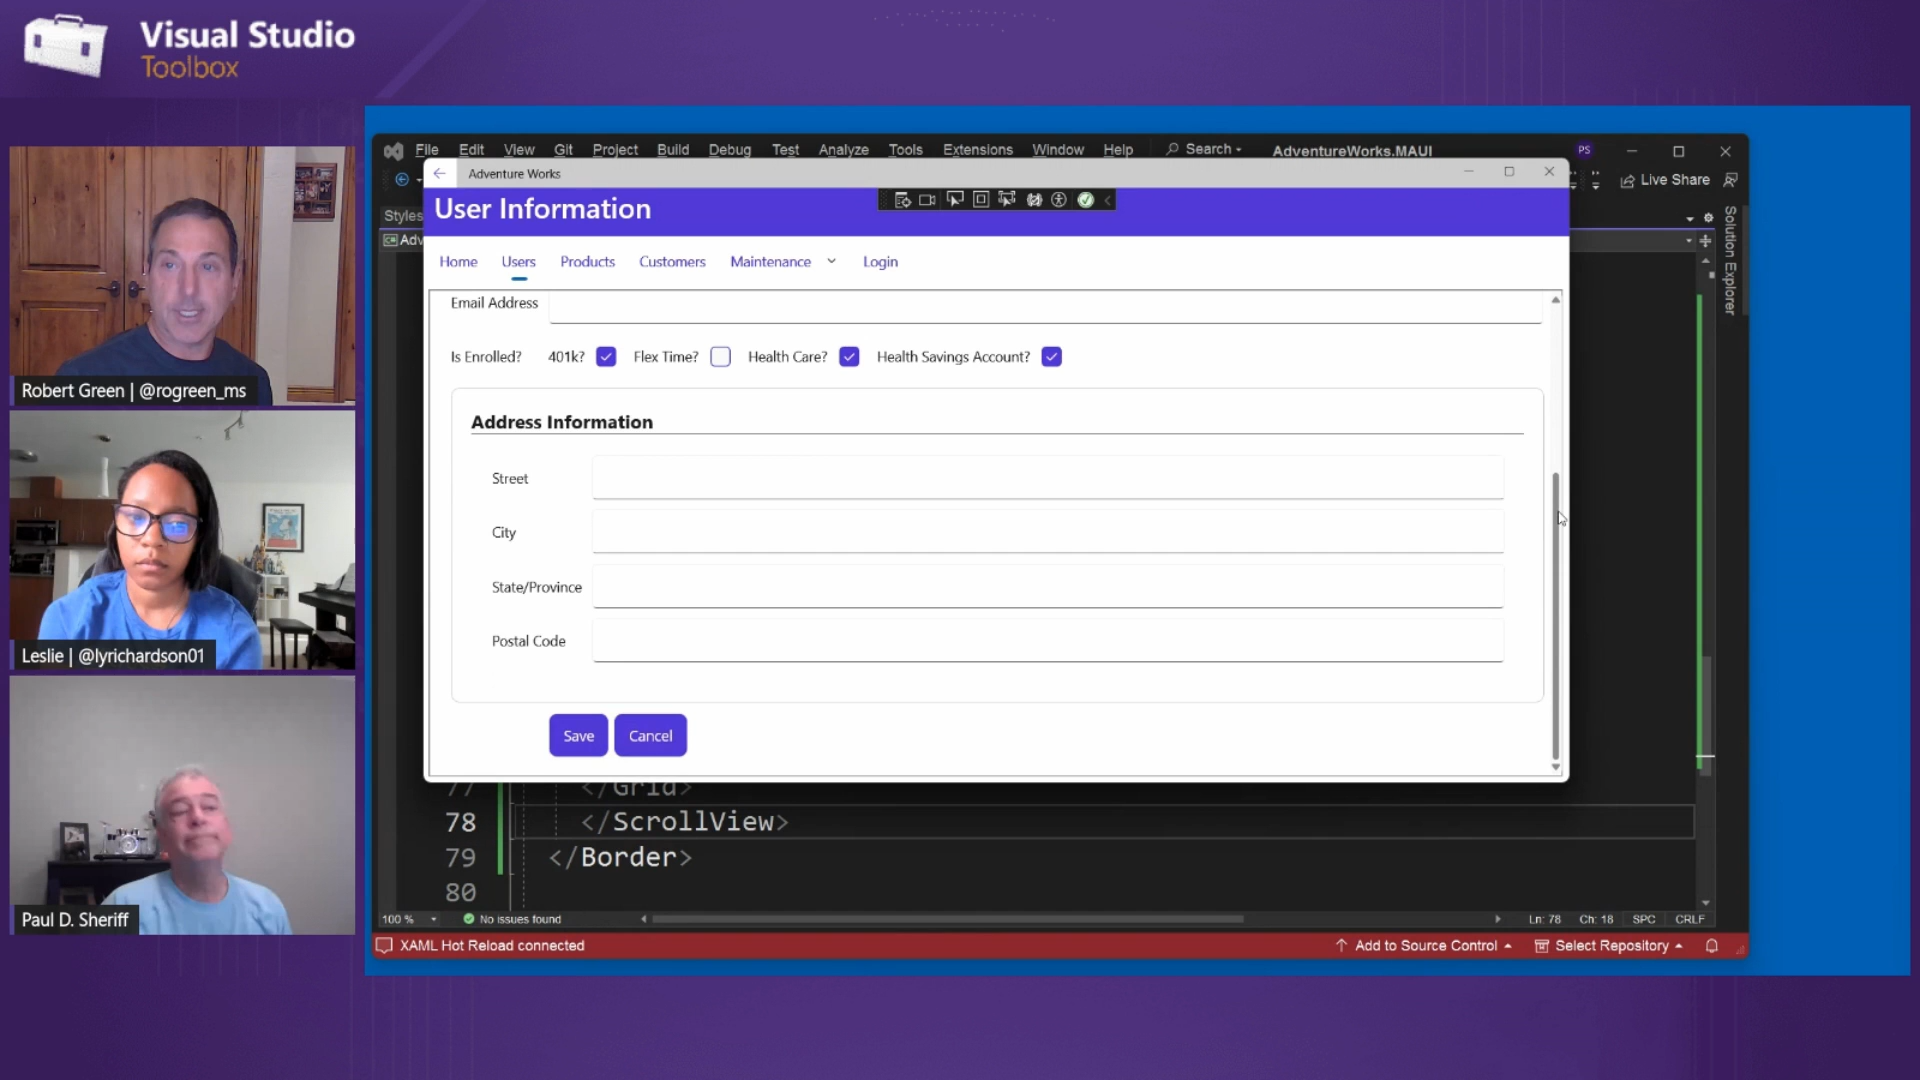 Visual Studio
Toolbox
File Edit View Git Project Build Debug Test Analyze Tools Extensions Window Help Search AdventureWorks.MAUI PS
Adventure Works
Live Share
Styles
User Information
Adv
Solution Explorer
Home Users Products Customers Maintenance Login
Email Address
Is Enrolled? 401k? Flex Time? Health Care? Health Savings Account?
Address Information
Street
City
State/Province
Postal Code
Save Cancel
77 </Grid>
78 </ScrollView>
79 </Border>
80
100 % No issues found Ln: 78 Ch: 18 SPC CRLF
XAML Hot Reload connected Add to Source Control Select Repository
Robert Green | @rogreen_ms
Leslie | @lyrichardson01
Paul D. Sheriff